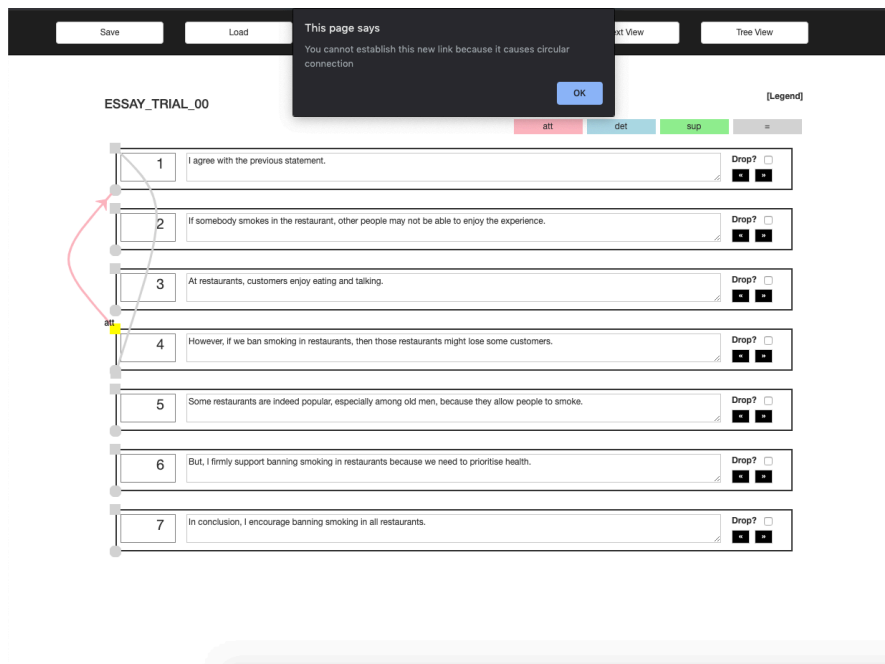 Save
Load
ext View
Tree View
This page says
You cannot establish this new link because it causes circular
connection
OK
ESSAY_TRIAL_00
[Legend]
att
det
sup
=
1
I agree with the previous statement.
Drop?
«
»
2
If somebody smokes in the restaurant, other people may not be able to enjoy the experience.
Drop?
«
»
3
At restaurants, customers enjoy eating and talking.
Drop?
«
»
att
4
However, if we ban smoking in restaurants, then those restaurants might lose some customers.
Drop?
«
»
5
Some restaurants are indeed popular, especially among old men, because they allow people to smoke.
Drop?
«
»
6
But, I firmly support banning smoking in restaurants because we need to prioritise health.
Drop?
«
»
7
In conclusion, I encourage banning smoking in all restaurants.
Drop?
«
»